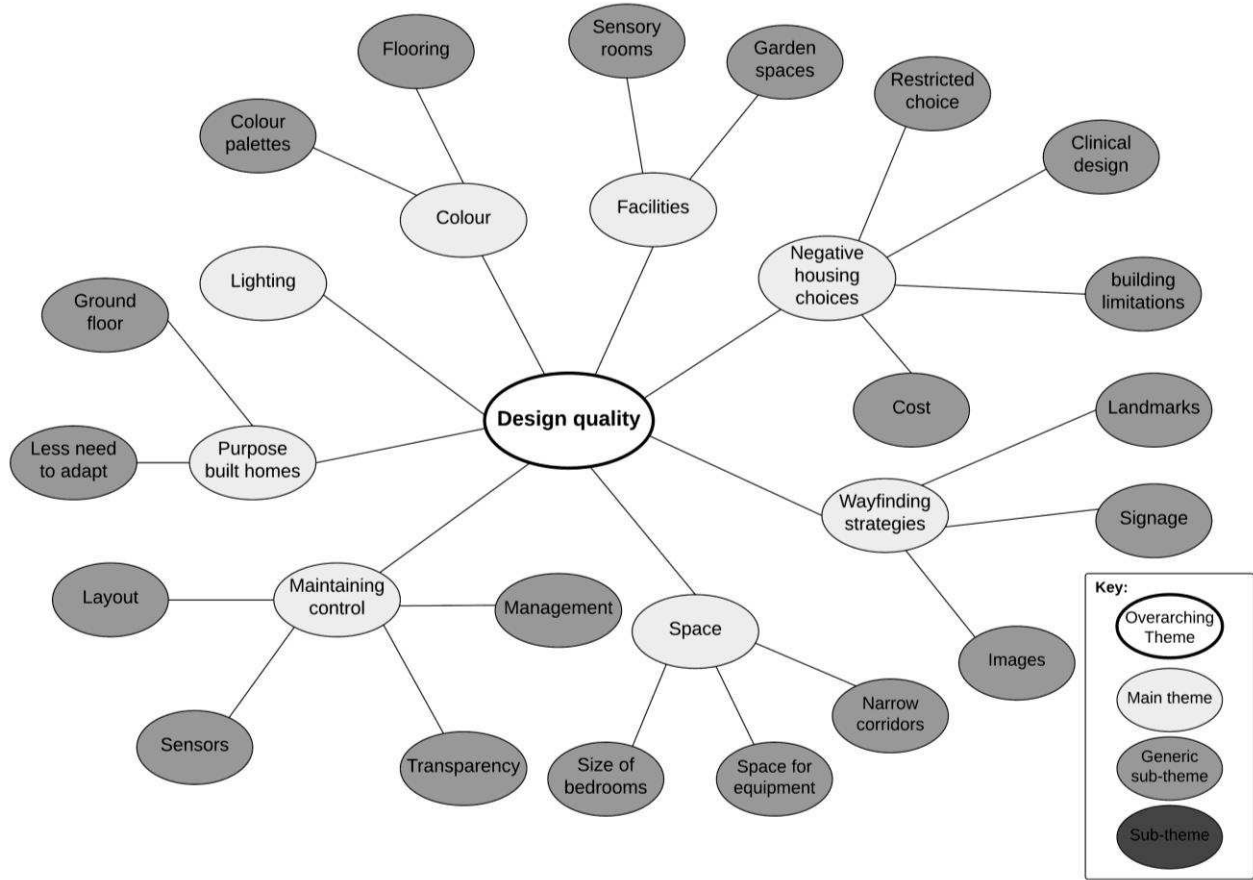 Sensory
rooms
Flooring
Garden
spaces
Restricted
choice
Colour
palettes
Clinical
design
Colour
Facilities
Negative
housing
choices
Lighting
building
limitations
Ground
floor
Design quality
Cost
Landmarks
Less need
to adapt
Purpose
built homes
Wayfinding
strategies
Signage
Layout
Maintaining
control
Management
Space
Images
Narrow
corridors
Sensors
Transparency
Size of
bedrooms
Space for
equipment
Key:
Overarching
Theme
Main theme
Generic
sub-theme
Sub-theme